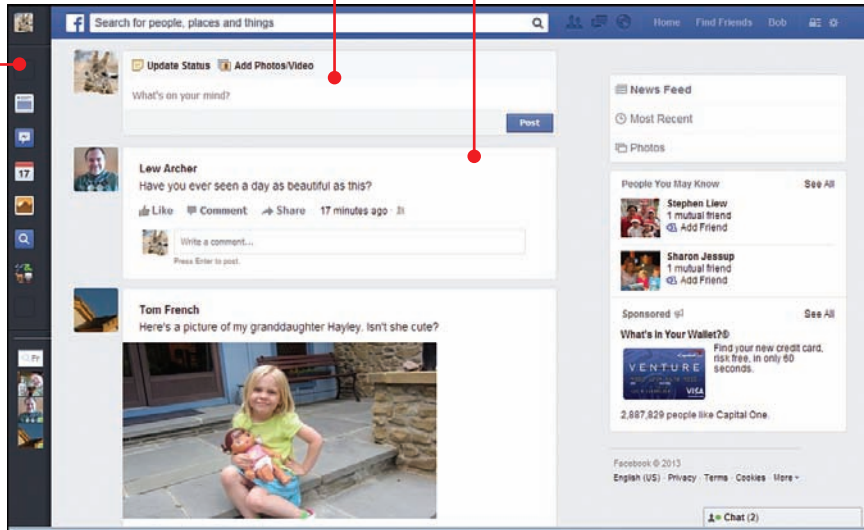 f Search for people, places and things
Home Find Friends Bob
Update Status Add Photos/Video
What's on your mind?
Post
Lew Archer
Have you ever seen a day as beautiful as this?
Like Comment Share 17 minutes ago
Write a comment...
Press Enter to post.
Tom French
Here's a picture of my granddaughter Hayley. Isn't she cute?
17
Fr
News Feed
Most Recent
Photos
People You May Know See All
Stephen Liew
1 mutual friend
Add Friend
Sharon Jessup
1 mutual friend
Add Friend
Sponsored See All
What's In Your Wallet?®
Find your new credit card,
risk free, in only 60
seconds.
VENTURE
VISA
2,887,829 people like Capital One.
Facebook © 2013
English (US) · Privacy · Terms · Cookies · More
Chat (2)